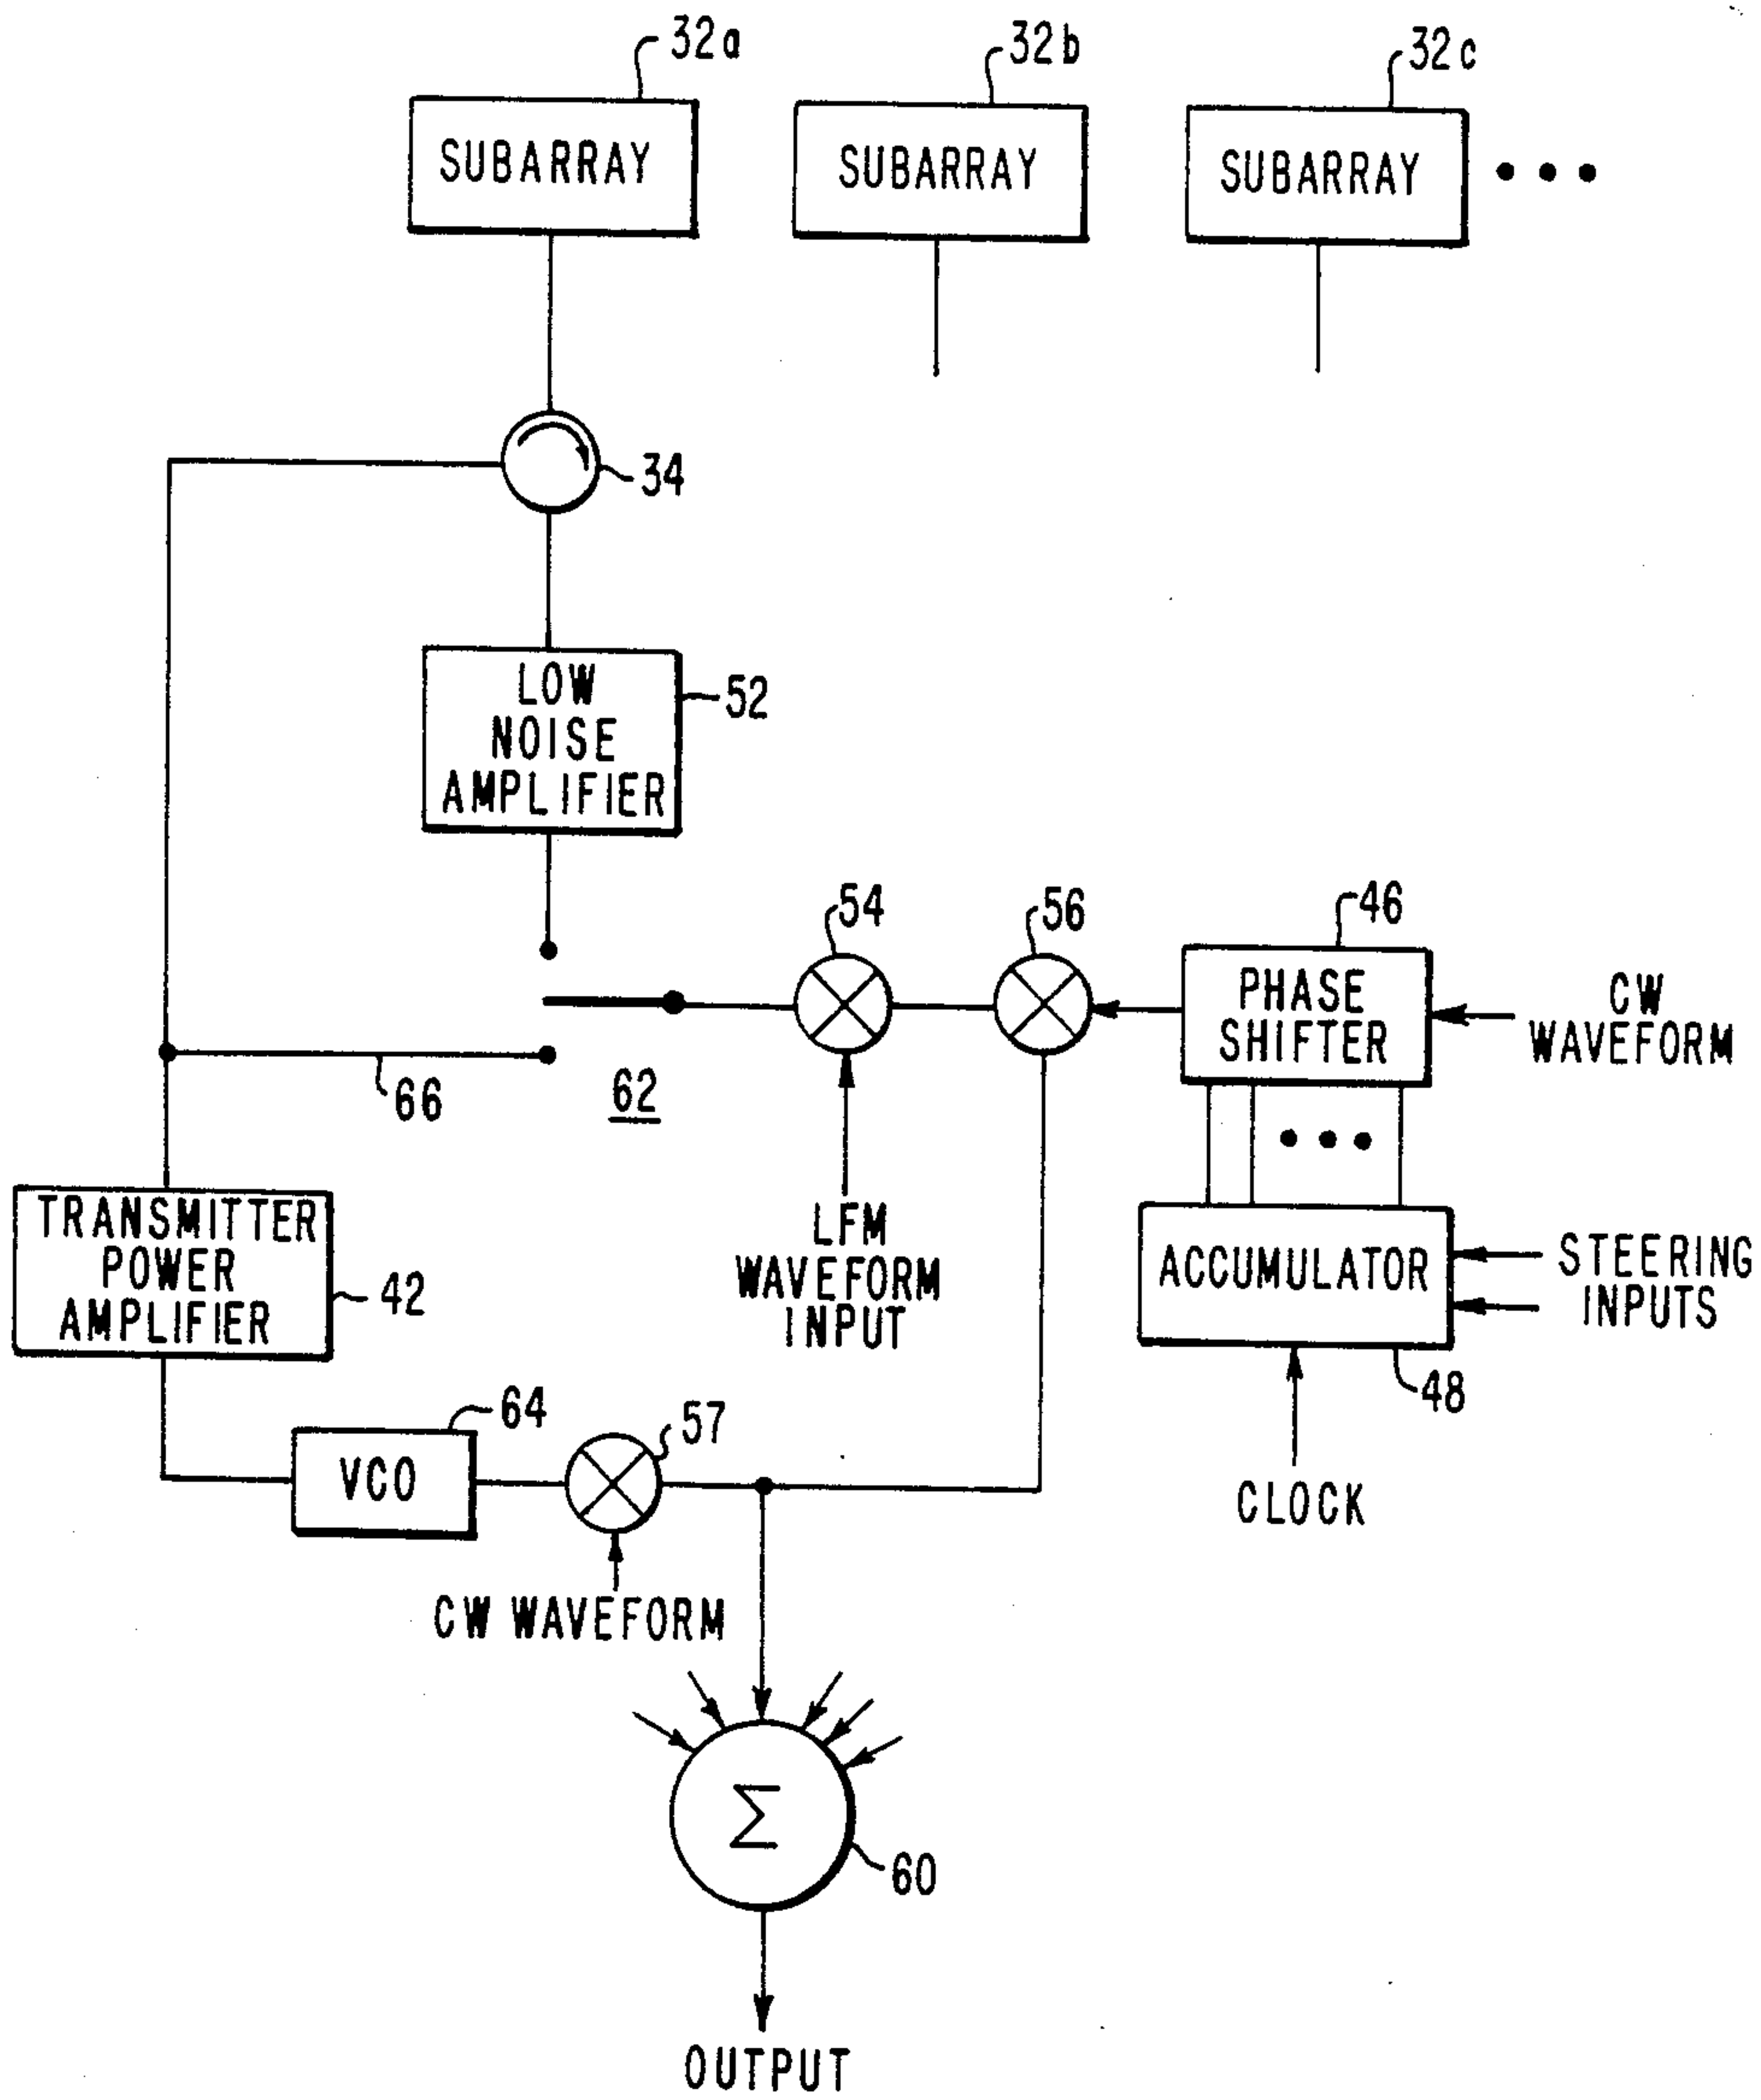 32a
32b
32c
SUBARRAY
SUBARRAY
SUBARRAY
34
LOW
NOISE
AMPLIFIER
52
54
56
46
PHASE
SHIFTER
CW
WAVEFORM
66
62
LFM
WAVEFORM
INPUT
TRANSMITTER
POWER
AMPLIFIER
42
ACCUMULATOR
STEERING
INPUTS
48
CLOCK
64
VCO
57
CW WAVEFORM
Σ
60
OUTPUT